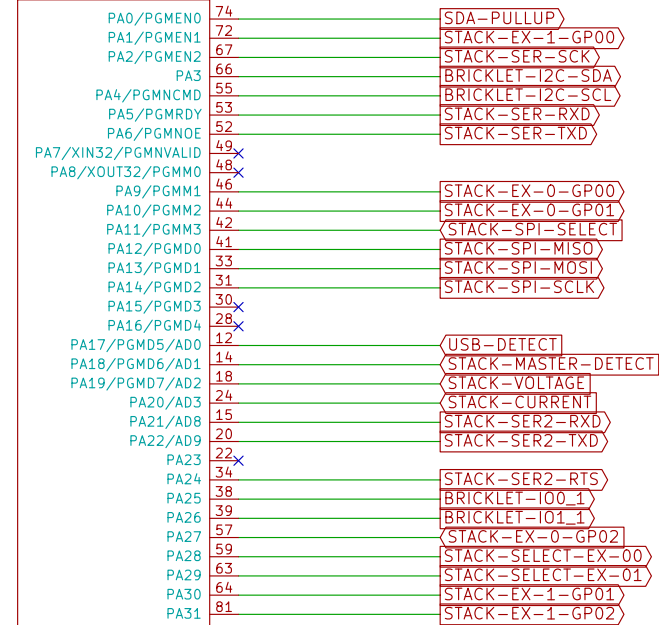 PA0/PGMEN0 74 SDA-PULLUP
PA1/PGMEN1 72 STACK-EX-1-GP00
PA2/PGMEN2 67 STACK-SER-SCK
PA3 66 BRICKLET-I2C-SDA
PA4/PGMNCMD 55 BRICKLET-I2C-SCL
PA5/PGMRDY 53 STACK-SER-RXD
PA6/PGMNOE 52 STACK-SER-TXD
PA7/XIN32/PGMNVALID 49
PA8/XOUT32/PGMM0 48
PA9/PGMM1 46 STACK-EX-0-GP00
PA10/PGMM2 44 STACK-EX-0-GP01
PA11/PGMM3 42 STACK-SPI-SELECT
PA12/PGMD0 41 STACK-SPI-MISO
PA13/PGMD1 33 STACK-SPI-MOSI
PA14/PGMD2 31 STACK-SPI-SCLK
PA15/PGMD3 30
PA16/PGMD4 28
PA17/PGMD5/AD0 12 USB-DETECT
PA18/PGMD6/AD1 14 STACK-MASTER-DETECT
PA19/PGMD7/AD2 18 STACK-VOLTAGE
PA20/AD3 24 STACK-CURRENT
PA21/AD8 15 STACK-SER2-RXD
PA22/AD9 20 STACK-SER2-TXD
PA23 22
PA24 34 STACK-SER2-RTS
PA25 38 BRICKLET-IO0_1
PA26 39 BRICKLET-IO1_1
PA27 57 STACK-EX-0-GP02
PA28 59 STACK-SELECT-EX-00
PA29 63 STACK-SELECT-EX-01
PA30 64 STACK-EX-1-GP01
PA31 81 STACK-EX-1-GP02